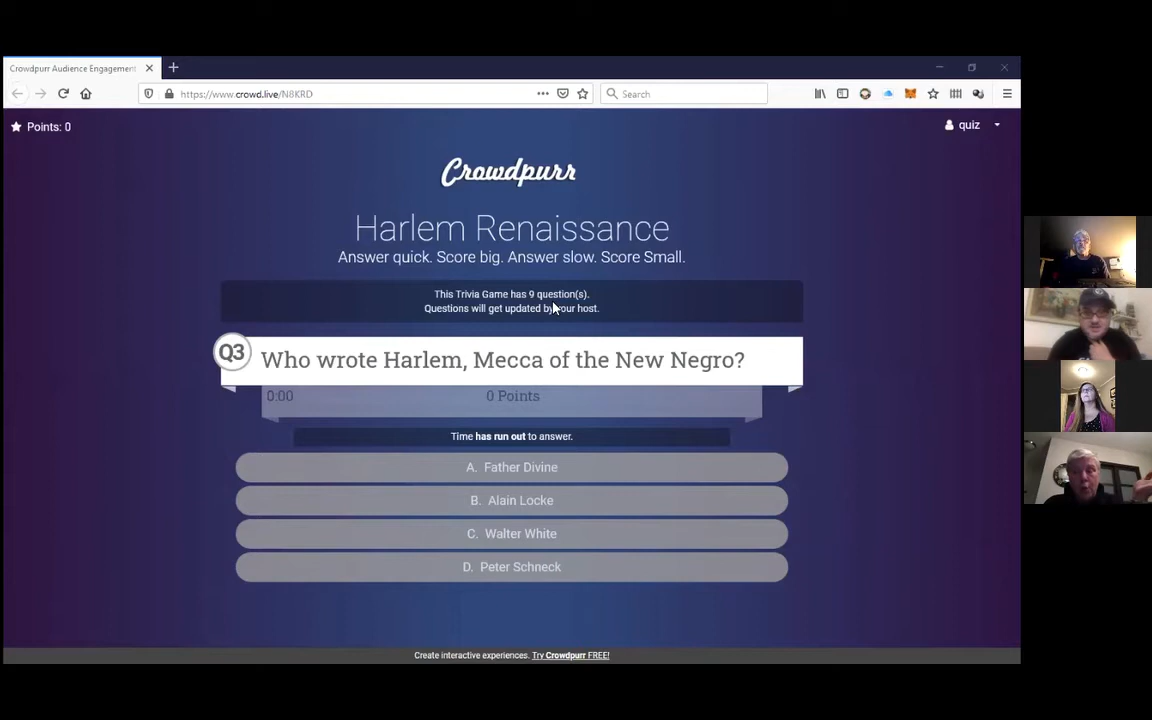 Crowdpurr Audience Engagement
https://www.crowd.live/N8KRD
Search
Points: 0
quiz
Crowdpurr
Harlem Renaissance
Answer quick. Score big. Answer slow. Score Small.
This Trivia Game has 9 question(s).
Questions will get updated by your host.
Q3
Who wrote Harlem, Mecca of the New Negro?
0:00
0 Points
Time has run out to answer.
A. Father Divine
B. Alain Locke
C. Walter White
D. Peter Schneck
Create interactive experiences. Try Crowdpurr FREE!